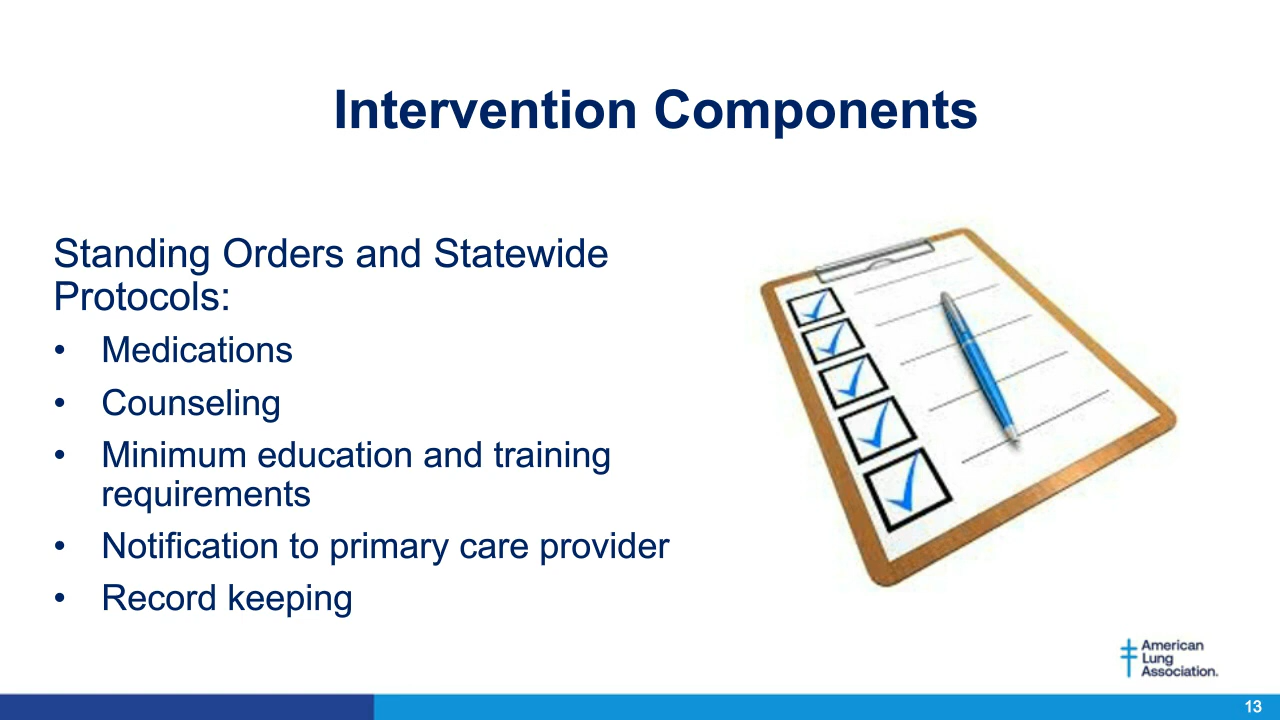 Intervention Components
Standing Orders and Statewide
Protocols:
• Medications
• Counseling
• Minimum education and training
requirements
• Notification to primary care provider
• Record keeping
American
Lung
Association.
13